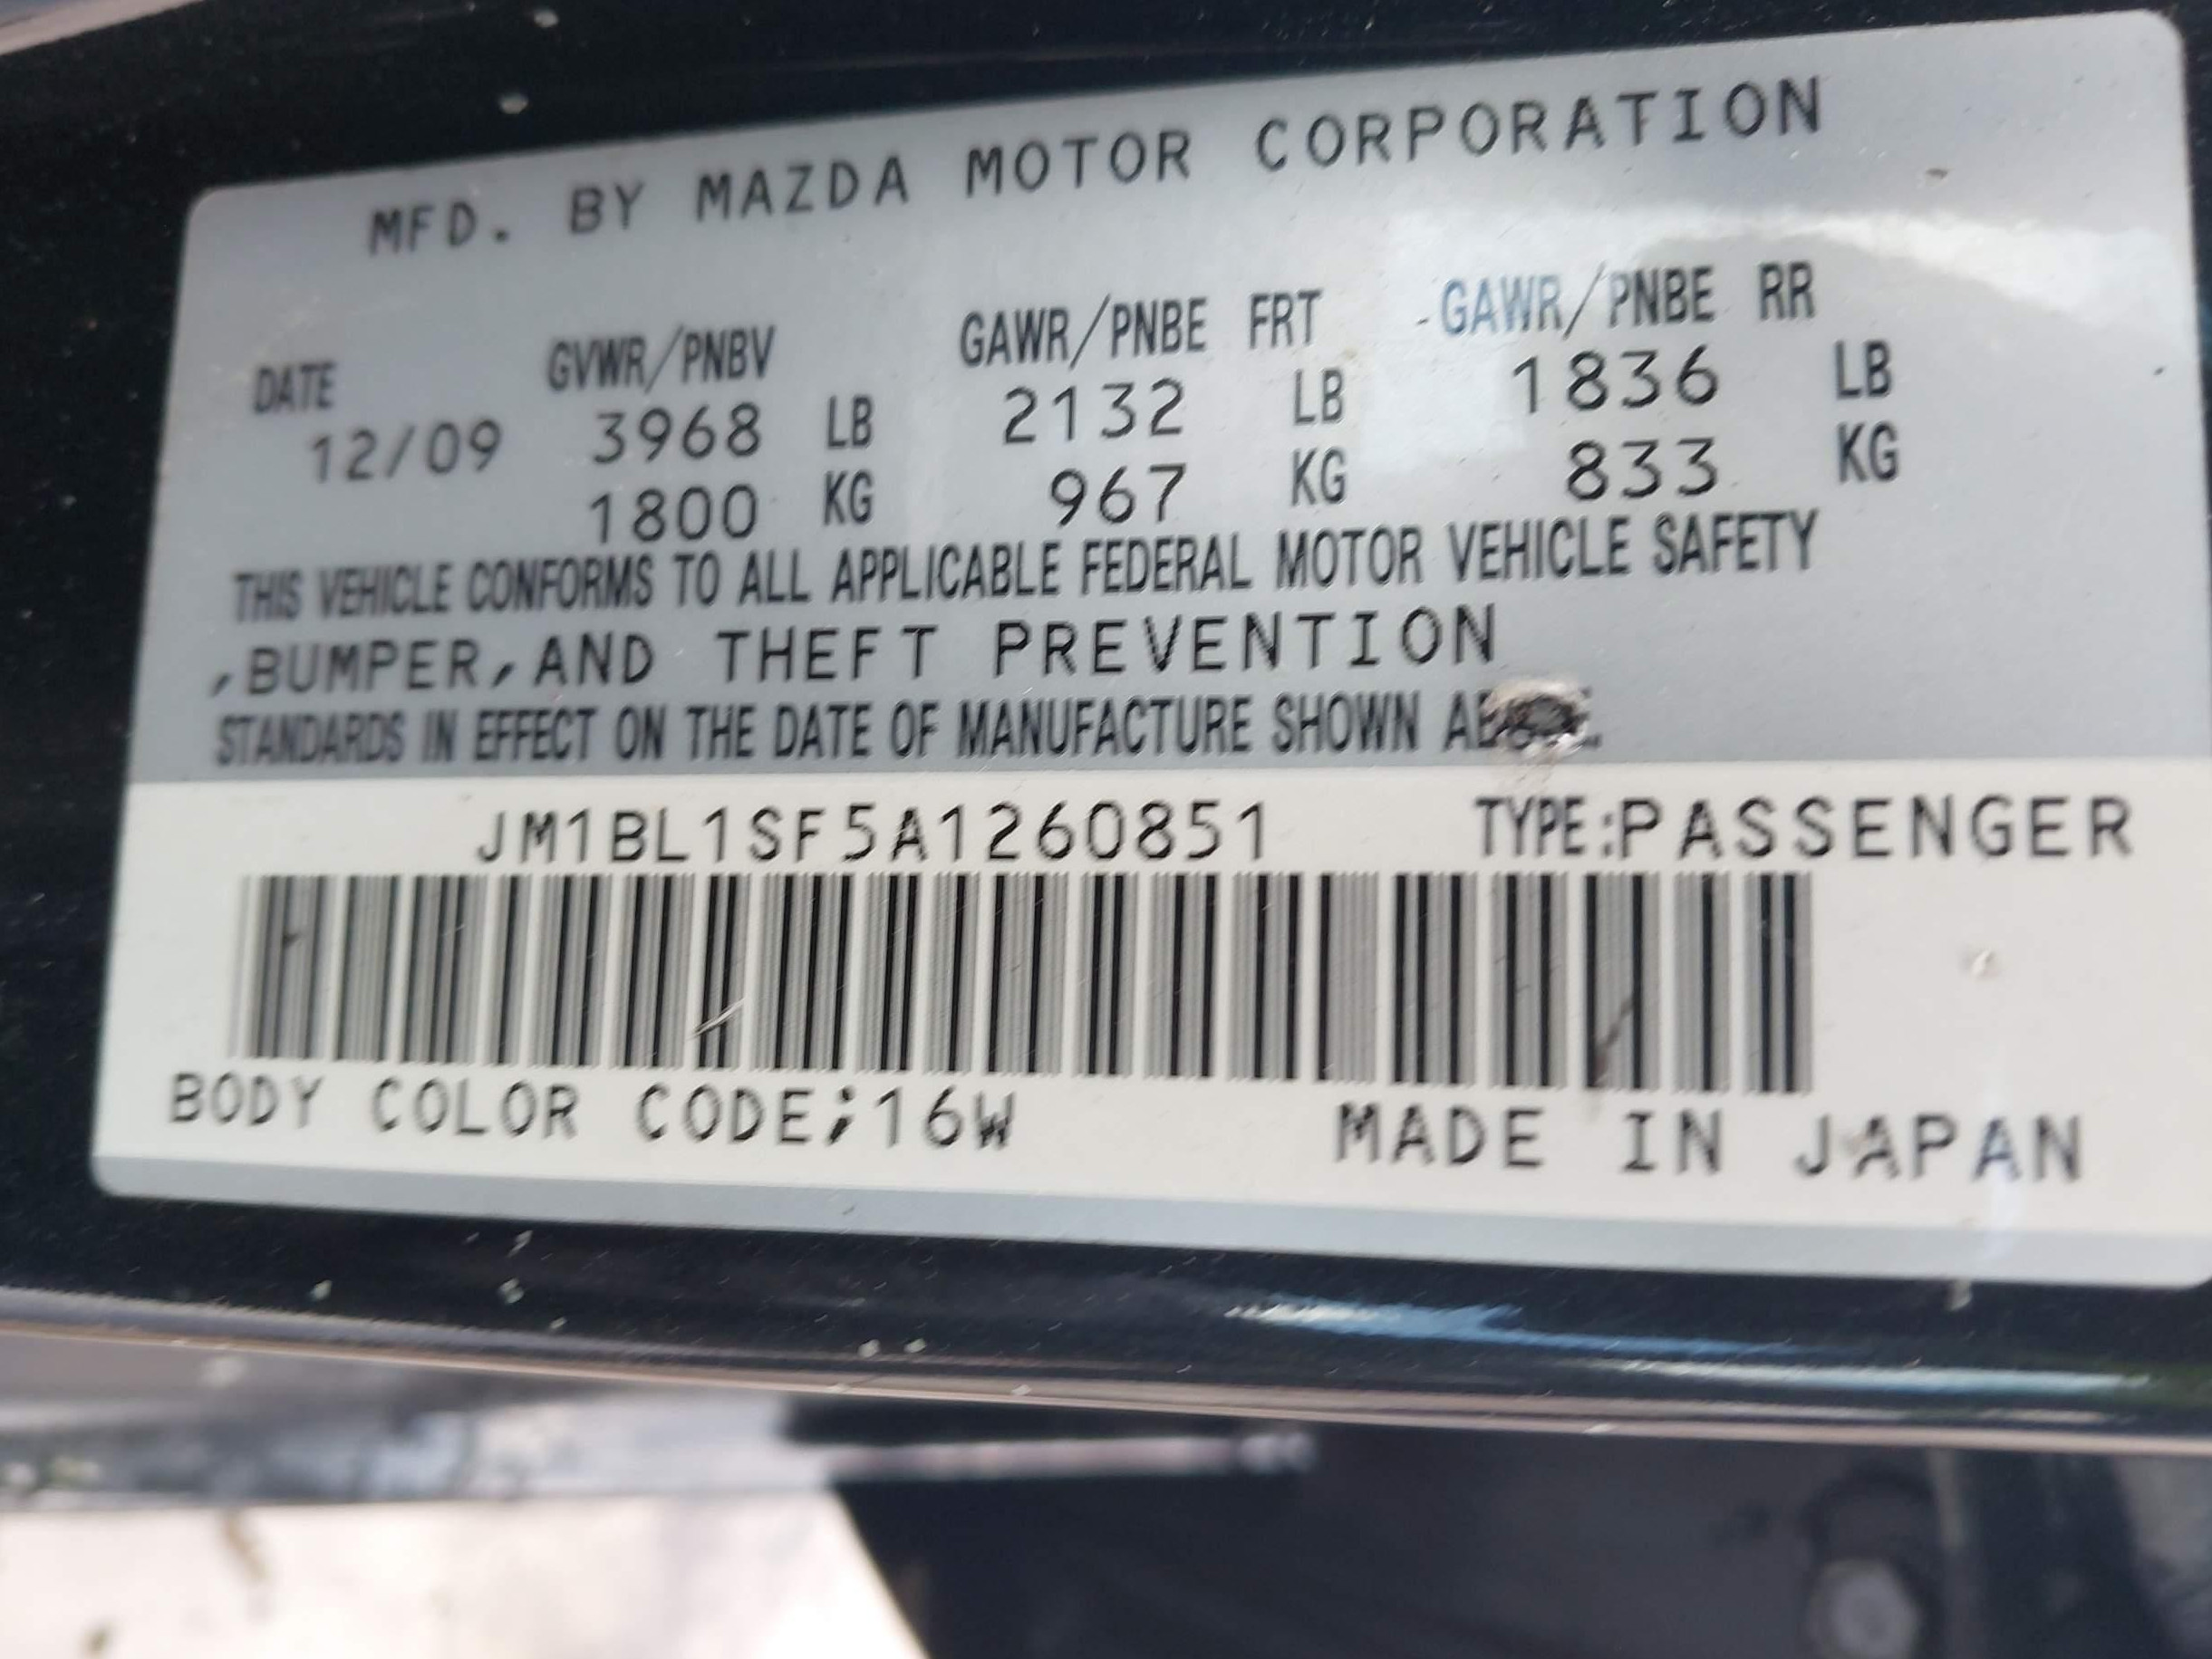 MFD. BY MAZDA MOTOR CORPORATION
DATE GVWR/PNBV GAWR/PNBE FRT GAWR/PNBE RR
12/09 3968 LB 2132 LB 1836 LB
1800 KG 967 KG 833 KG
THIS VEHICLE CONFORMS TO ALL APPLICABLE FEDERAL MOTOR VEHICLE SAFETY
,BUMPER,AND THEFT PREVENTION
STANDARDS IN EFFECT ON THE DATE OF MANUFACTURE SHOWN
JM1BL1SF5A1260851 TYPE:PASSENGER
BODY COLOR CODE;16W MADE IN JAPAN